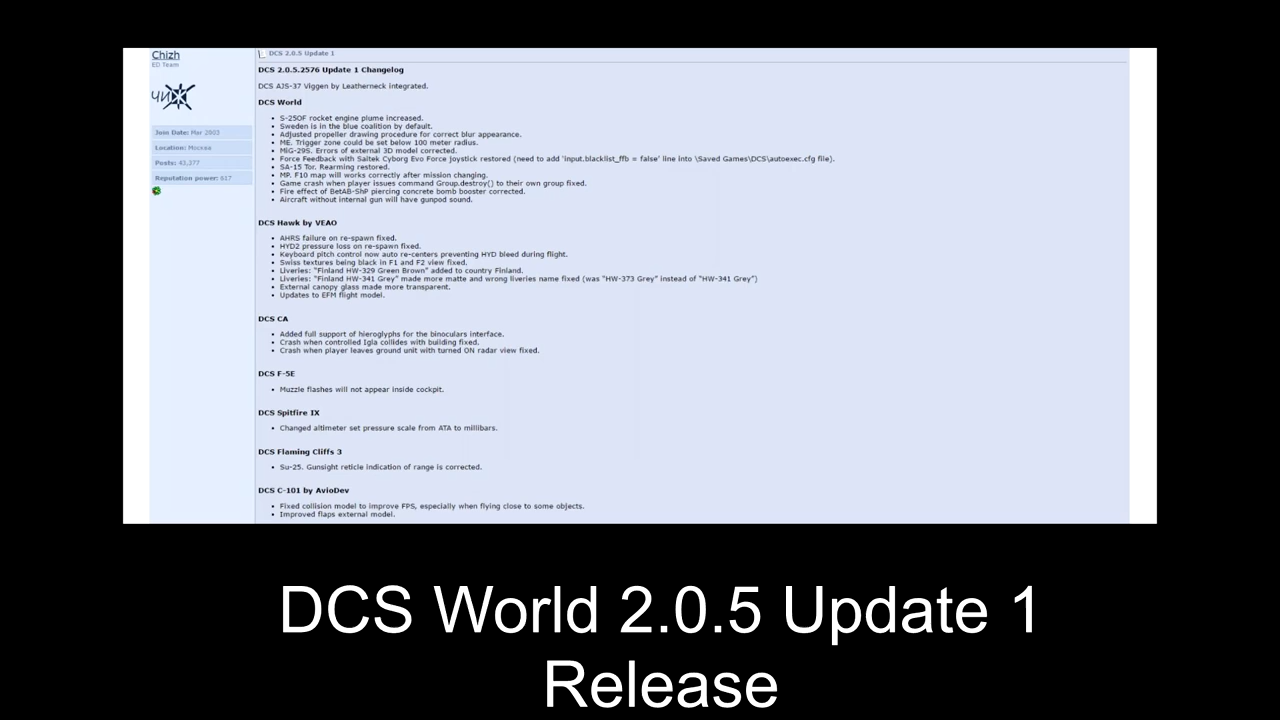 Chizh
ED Team
чиж
Join Date: Mar 2003
Location: Москва
Posts: 43,377
Reputation power: 617
DCS 2.0.5 Update 1
DCS 2.0.5.2576 Update 1 Changelog
DCS AJS-37 Viggen by Leatherneck integrated.
DCS World
• S-25OF rocket engine plume increased.
• Sweden is in the blue coalition by default.
• Adjusted propeller drawing procedure for correct blur appearance.
• ME. Trigger zone could be set below 100 meter radius.
• MiG-29S. Errors of external 3D model corrected.
• Force Feedback with Saitek Cyborg Evo Force joystick restored (need to add 'input.blacklist_ffb = false' line into \Saved Games\DCS\autoexec.cfg file).
• SA-15 Tor. Rearming restored.
• MP. F10 map will works correctly after mission changing.
• Game crash when player issues command Group.destroy() to their own group fixed.
• Fire effect of BetAB-ShP piercing concrete bomb booster corrected.
• Aircraft without internal gun will have gunpod sound.
DCS Hawk by VEAO
• AHRS failure on re-spawn fixed.
• HYD2 pressure loss on re-spawn fixed.
• Keyboard pitch control now auto re-centers preventing HYD bleed during flight.
• Swiss textures being black in F1 and F2 view fixed.
• Liveries: "Finland HW-329 Green Brown" added to country Finland.
• Liveries: "Finland HW-341 Grey" made more matte and wrong liveries name fixed (was "HW-373 Grey" instead of "HW-341 Grey")
• External canopy glass made more transparent.
• Updates to EFM flight model.
DCS CA
• Added full support of hieroglyphs for the binoculars interface.
• Crash when controlled Igla collides with building fixed.
• Crash when player leaves ground unit with turned ON radar view fixed.
DCS F-5E
• Muzzle flashes will not appear inside cockpit.
DCS Spitfire IX
• Changed altimeter set pressure scale from ATA to millibars.
DCS Flaming Cliffs 3
• Su-25. Gunsight reticle indication of range is corrected.
DCS C-101 by AvioDev
• Fixed collision model to improve FPS, especially when flying close to some objects.
• Improved flaps external model.
DCS World 2.0.5 Update 1
Release